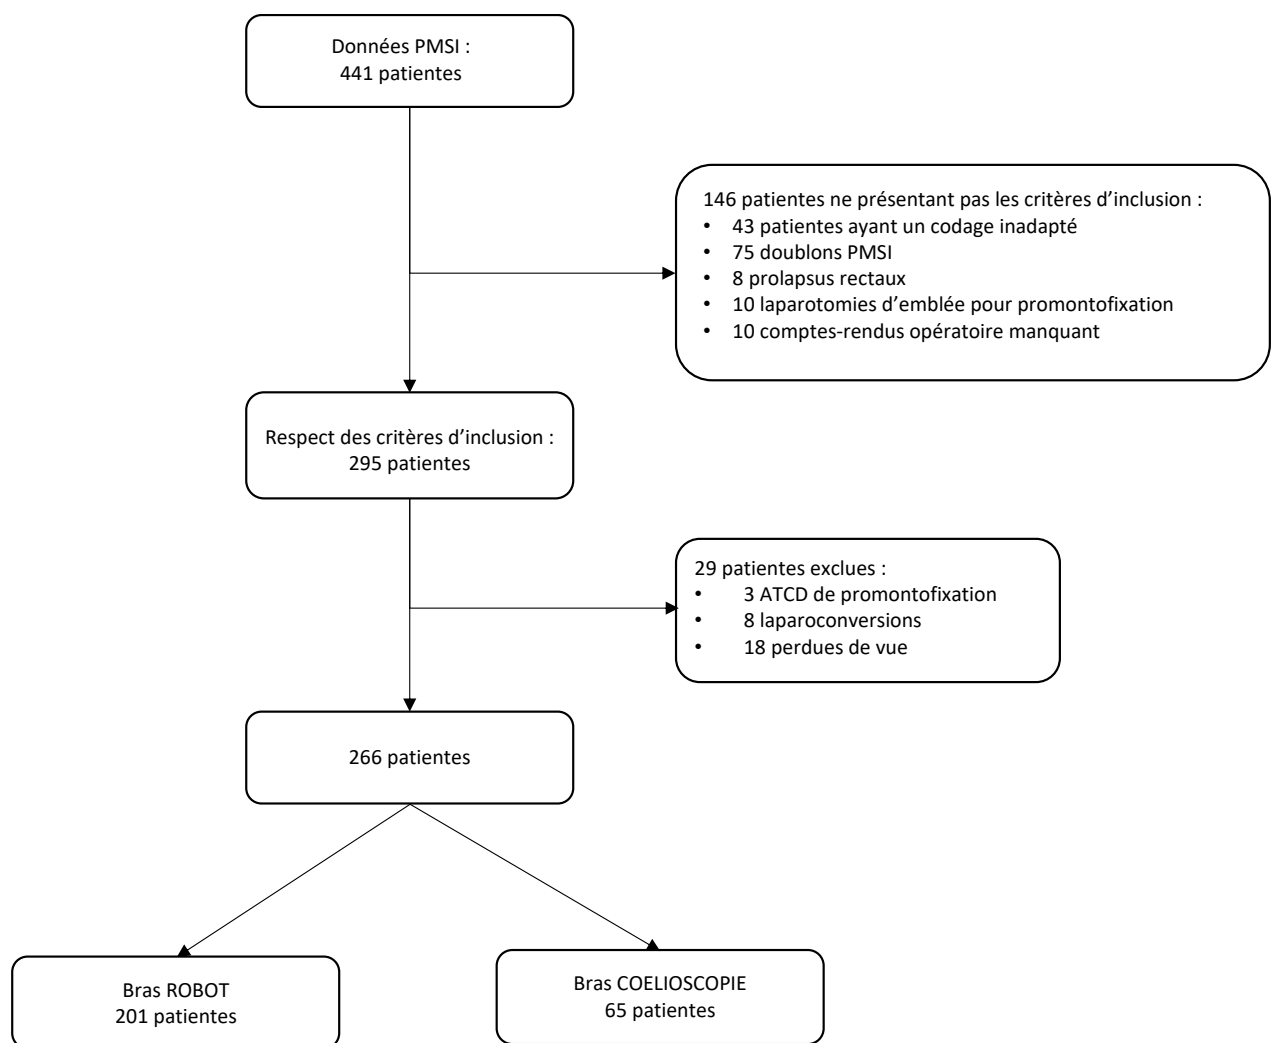 Données PMSI :
441 patientes
146 patientes ne présentant pas les critères d’inclusion :
• 43 patientes ayant un codage inadapté
• 75 doublons PMSI
• 8 prolapsus rectaux
• 10 laparotomies d’emblée pour promontofixation
• 10 comptes-rendus opératoire manquant
Respect des critères d’inclusion :
295 patientes
29 patientes exclues :
• 3 ATCD de promontofixation
• 8 laparoconversions
• 18 perdues de vue
266 patientes
Bras ROBOT
201 patientes
Bras COELIOSCOPIE
65 patientes